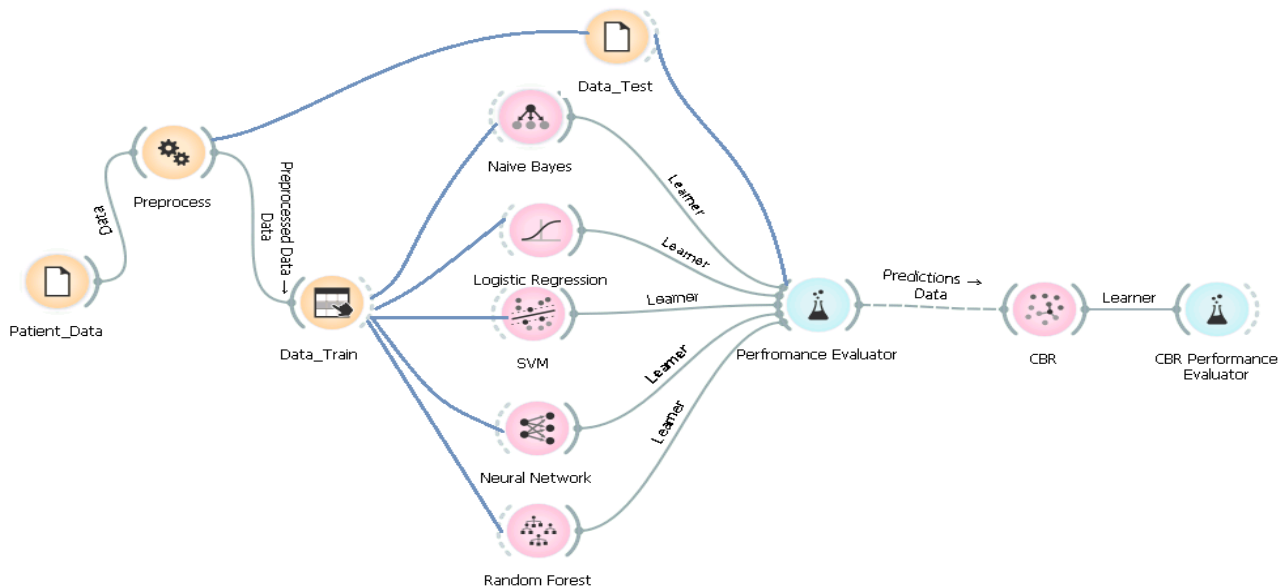 Data_Test
Naive Bayes
Preprocess
Data
Preprocessed Data →
Data
Patient_Data
Data_Train
Logistic Regression
SVM
Neural Network
Random Forest
Learner
Learner
Learner
Learner
Learner
Perfromance Evaluator
Predictions →
Data
CBR
Learner
CBR Performance
Evaluator